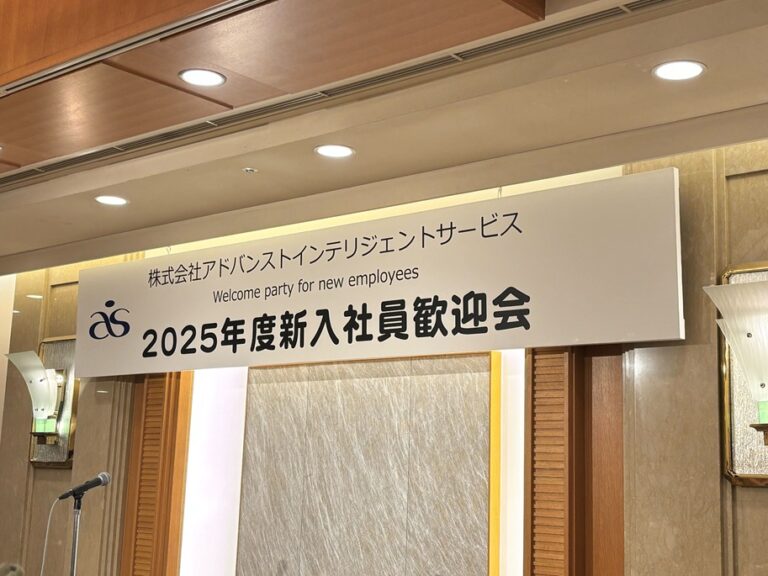 株式会社アドバンストインテリジェントサービス
Welcome party for new employees
ais
2025年度新入社員歓迎会